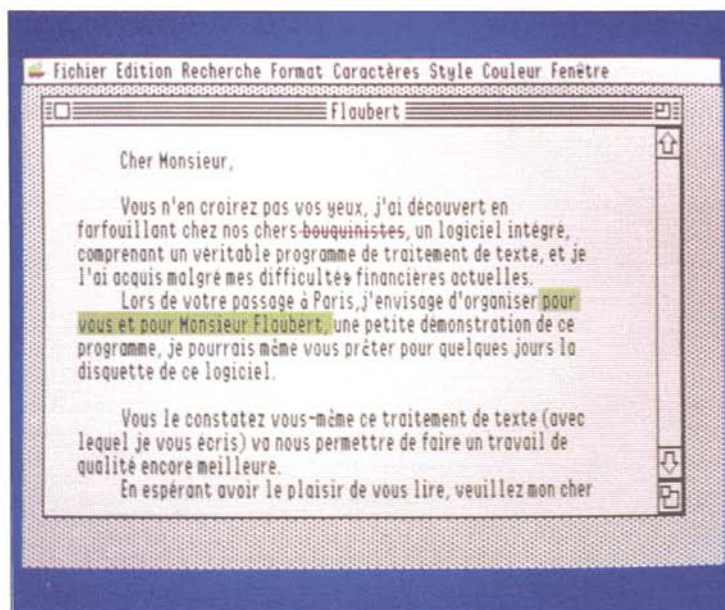 Fichier Edition Recherche Format Caractères Style Couleur Fenêtre
Flaubert
Cher Monsieur,
Vous n'en croirez pas vos yeux, j'ai découvert en
farfouillant chez nos chers bouquinistes, un logiciel intégré,
comprenant un véritable programme de traitement de texte, et je
l'ai acquis malgré mes difficultés financières actuelles.
Lors de votre passage à Paris,j'envisage d'organiser pour
vous et pour Monsieur Flaubert, une petite démonstration de ce
programme, je pourrais même vous prêter pour quelques jours la
disquette de ce logiciel.
Vous le constatez vous-même ce traitement de texte (avec
lequel je vous écris) va nous permettre de faire un travail de
qualité encore meilleure.
En espérant avoir le plaisir de vous lire, veuillez mon cher